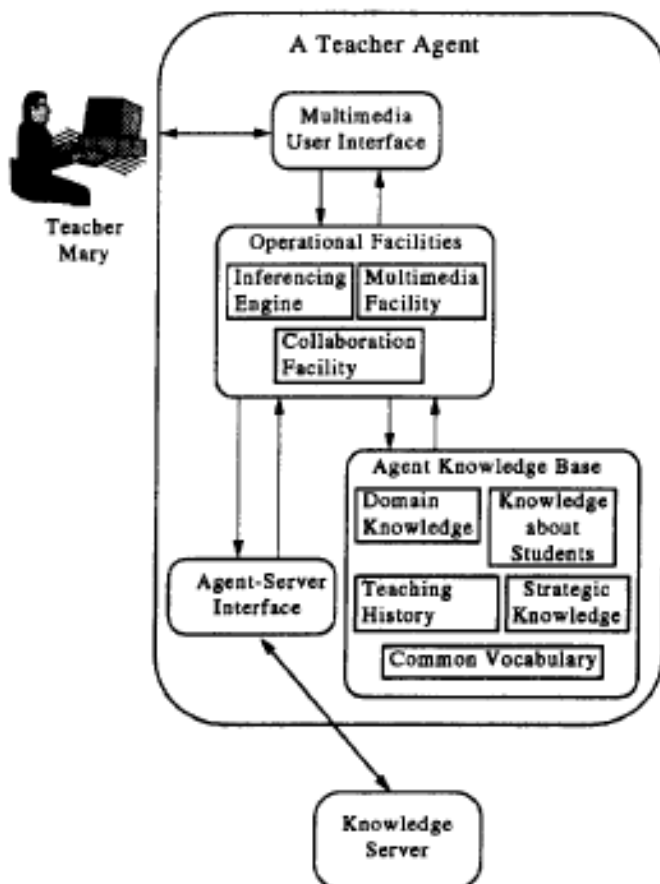 A Teacher Agent
Multimedia
User Interface
Teacher
Mary
Operational Facilities
Inferencing
Engine
Multimedia
Facility
Collaboration
Facility
Agent Knowledge Base
Domain
Knowledge
Knowledge
about
Students
Teaching
History
Strategic
Knowledge
Common Vocabulary
Agent-Server
Interface
Knowledge
Server